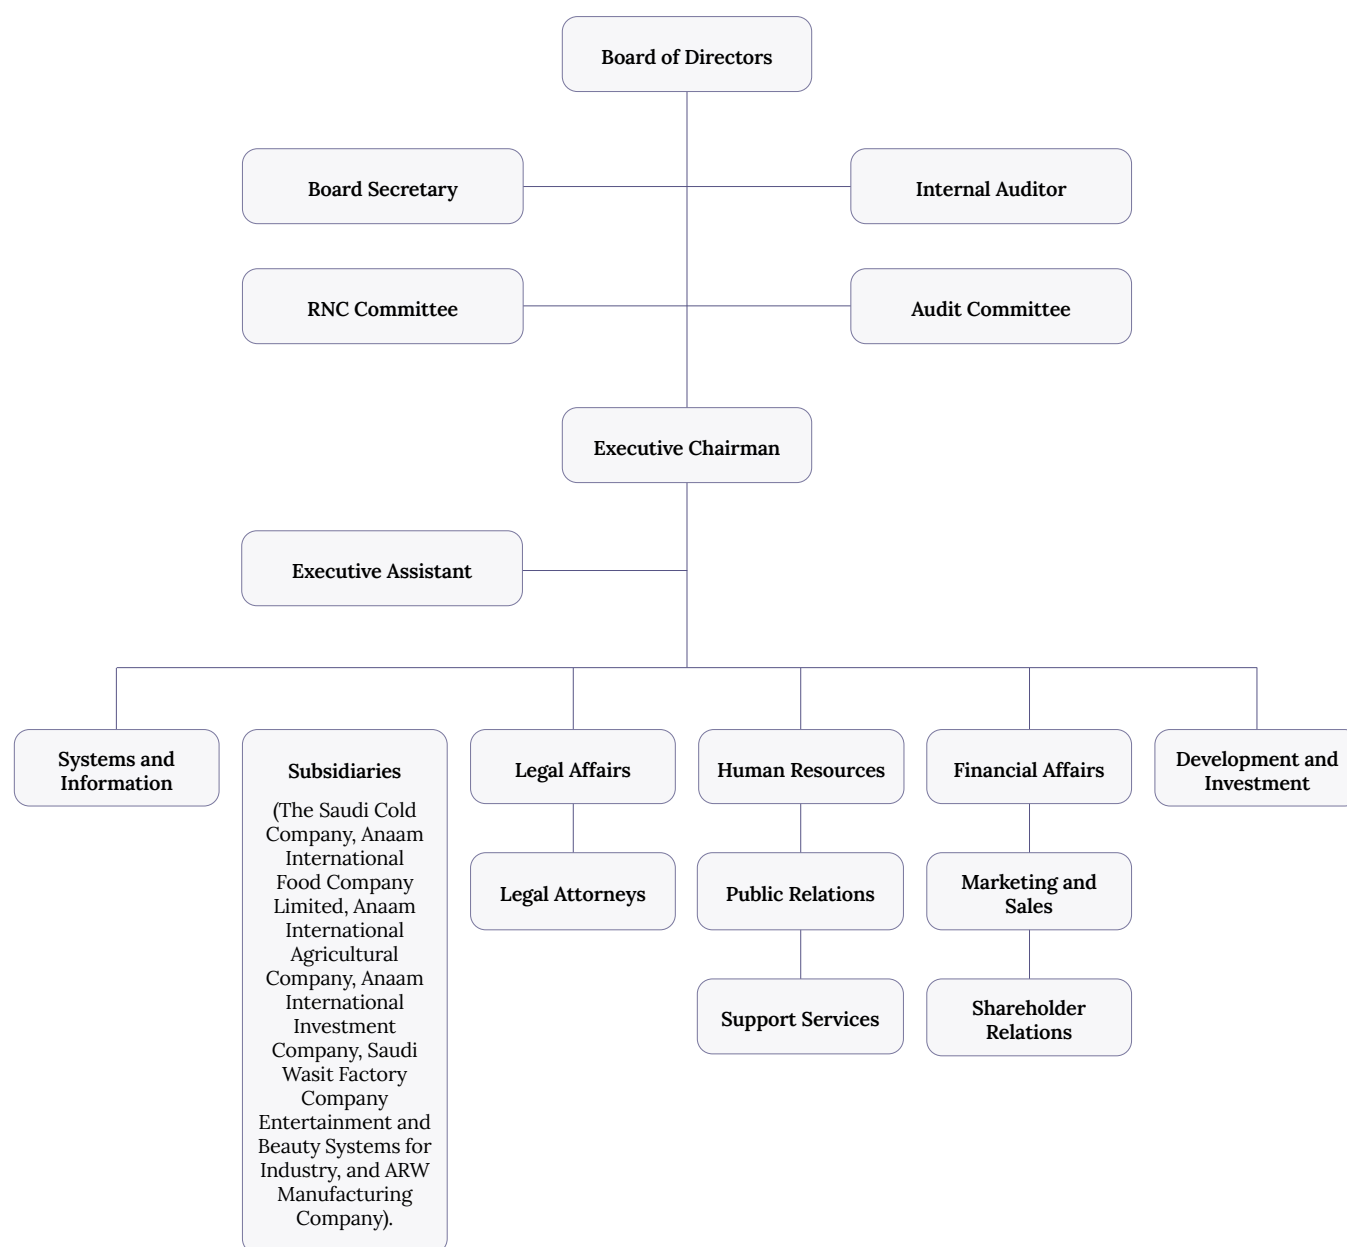 Board of Directors
Board Secretary
Internal Auditor
RNC Committee
Audit Committee
Executive Chairman
Executive Assistant
Systems and
Information
Subsidiaries
(The Saudi Cold
Company, Anaam
International
Food Company
Limited, Anaam
International
Agricultural
Company, Anaam
International
Investment
Company, Saudi
Wasit Factory
Company
Entertainment and
Beauty Systems for
Industry, and ARW
Manufacturing
Company).
Legal Affairs
Legal Attorneys
Human Resources
Public Relations
Support Services
Financial Affairs
Marketing and
Sales
Shareholder
Relations
Development and
Investment